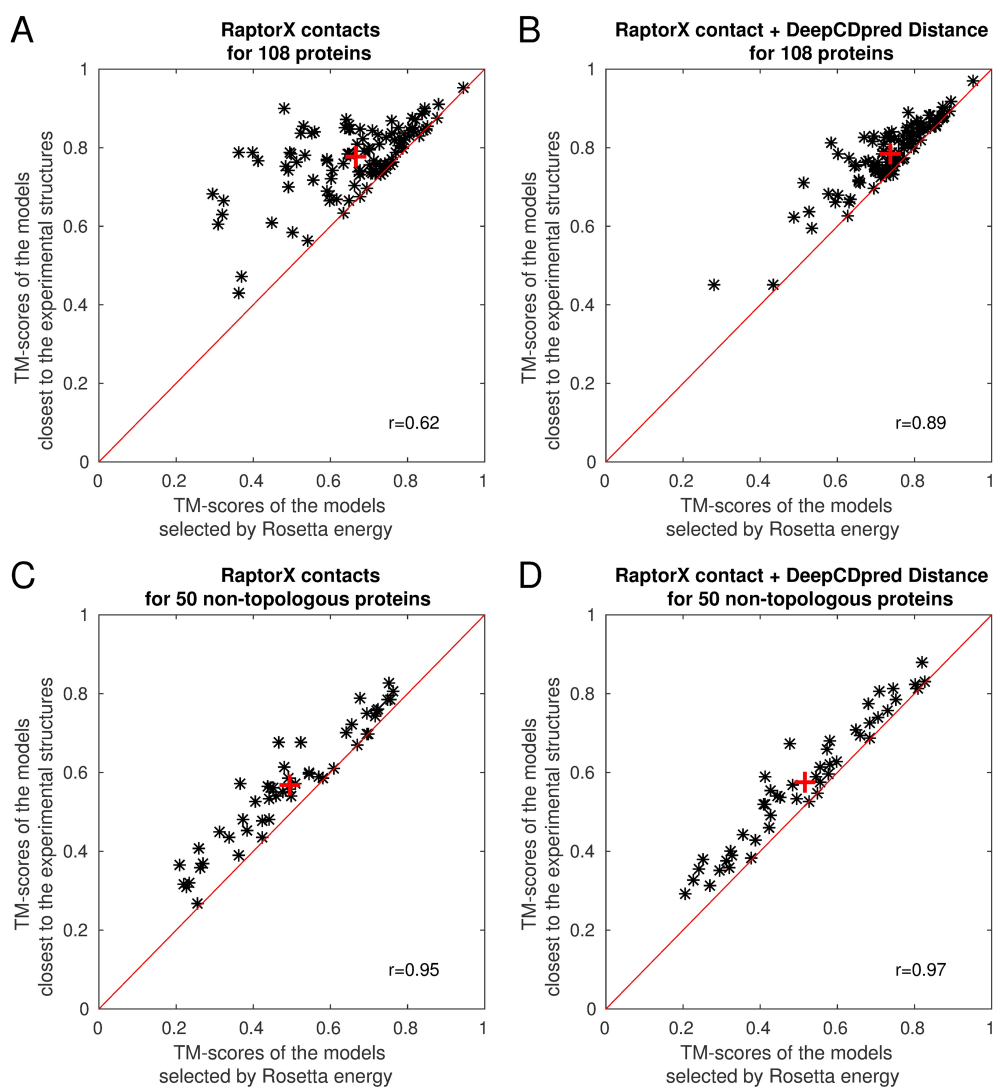 A
RaptorX contacts
for 108 proteins
TM-scores of the models
closest to the experimental structures
1
0.8
0.6
0.4
0.2
0
r=0.62
0 0.2 0.4 0.6 0.8 1
TM-scores of the models
selected by Rosetta energy
B
RaptorX contact + DeepCDpred Distance
for 108 proteins
TM-scores of the models
closest to the experimental structures
1
0.8
0.6
0.4
0.2
0
r=0.89
0 0.2 0.4 0.6 0.8 1
TM-scores of the models
selected by Rosetta energy
C
RaptorX contacts
for 50 non-topologous proteins
TM-scores of the models
closest to the experimental structures
1
0.8
0.6
0.4
0.2
0
r=0.95
0 0.2 0.4 0.6 0.8 1
TM-scores of the models
selected by Rosetta energy
D
RaptorX contact + DeepCDpred Distance
for 50 non-topologous proteins
TM-scores of the models
closest to the experimental structures
1
0.8
0.6
0.4
0.2
0
r=0.97
0 0.2 0.4 0.6 0.8 1
TM-scores of the models
selected by Rosetta energy